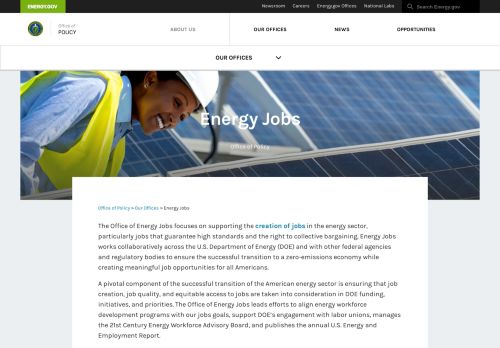 ENERGY.GOV
Newsroom Careers Energy.gov Offices National Labs Search Energy.gov
Office of
POLICY
ABOUT US OUR OFFICES NEWS OPPORTUNITIES
OUR OFFICES
Energy Jobs
Office of Policy
Office of Policy » Our Offices » Energy Jobs
The Office of Energy Jobs focuses on supporting the creation of jobs in the energy sector,
particularly jobs that guarantee high standards and the right to collective bargaining. Energy Jobs
works collaboratively across the U.S. Department of Energy (DOE) and with other federal agencies
and regulatory bodies to ensure the successful transition to a zero-emissions economy while
creating meaningful job opportunities for all Americans.
A pivotal component of the successful transition of the American energy sector is ensuring that job
creation, job quality, and equitable access to jobs are taken into consideration in DOE funding,
initiatives, and priorities. The Office of Energy Jobs leads efforts to align energy workforce
development programs with our jobs goals, support DOE's engagement with labor unions, manages
the 21st Century Energy Workforce Advisory Board, and publishes the annual U.S. Energy and
Employment Report.